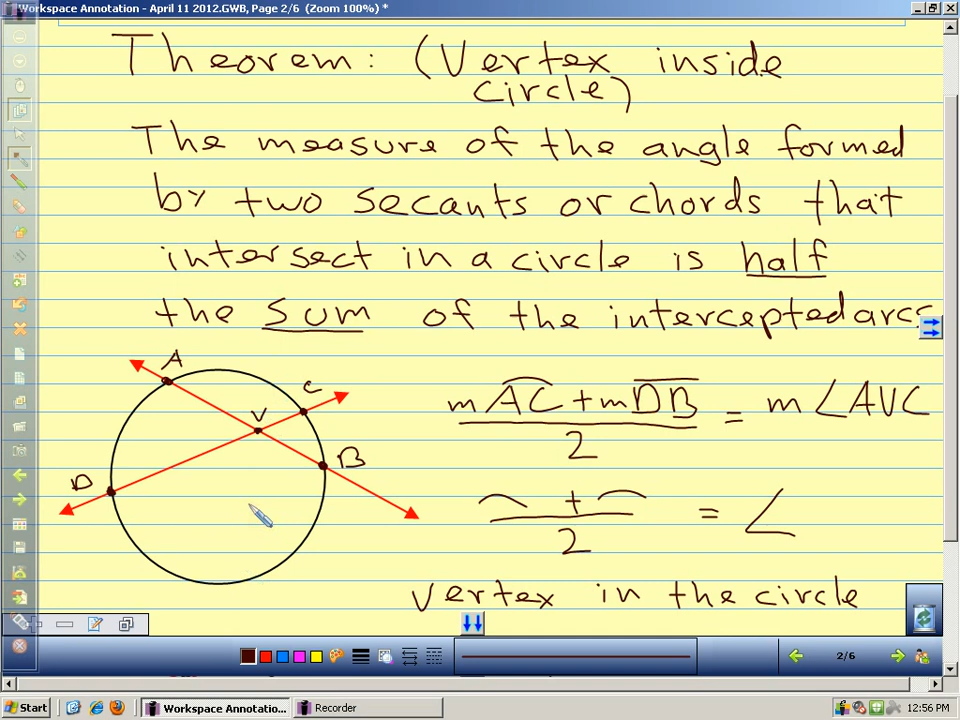 Workspace Annotation - April 11 2012.GWB, Page 2/6 (Zoom 100%) *
Theorem: (Vertex inside
circle)
The measure of the angle formed
by two secants or chords that
intersect in a circle is half
the sum of the intercepted arcs
A
C
V
B
D
mAC + mDB
2
= m∠AVC
⌒ + ⌒
2
= ∠
vertex in the circle
2/6
Start
Workspace Annotatio...
Recorder
12:56 PM